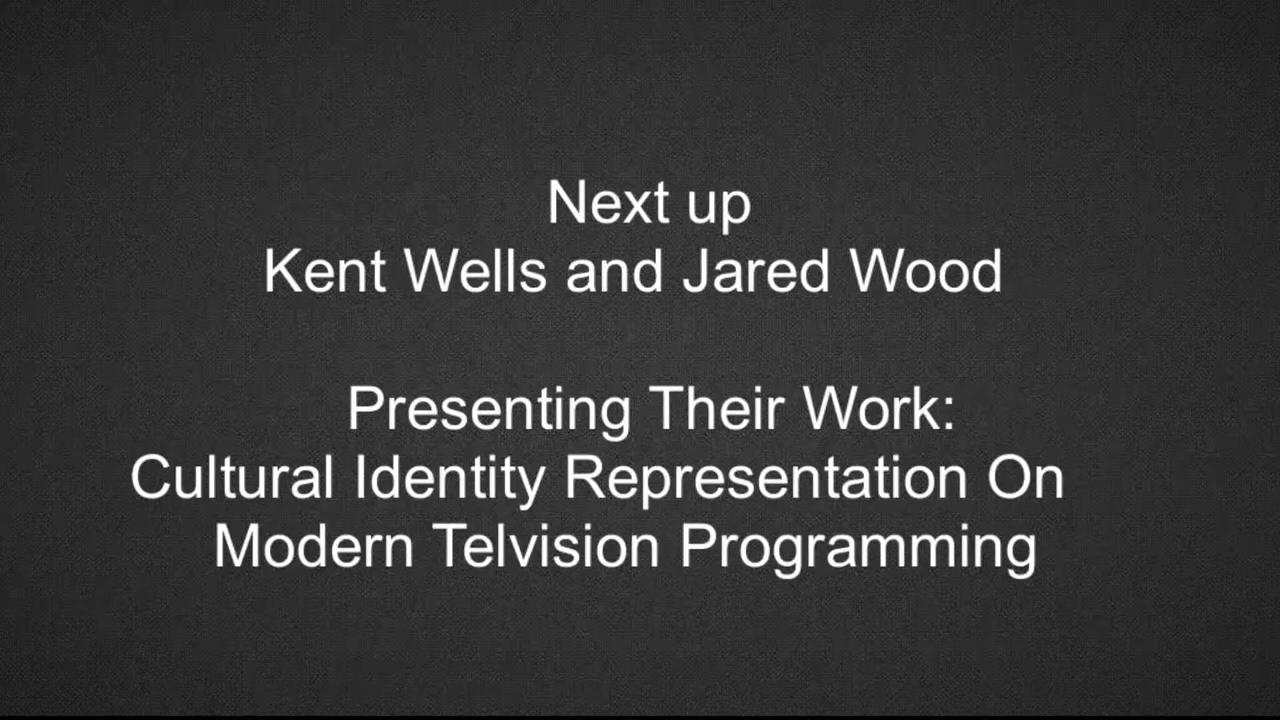 Next up
Kent Wells and Jared Wood
Presenting Their Work:
Cultural Identity Representation On
Modern Telvision Programming